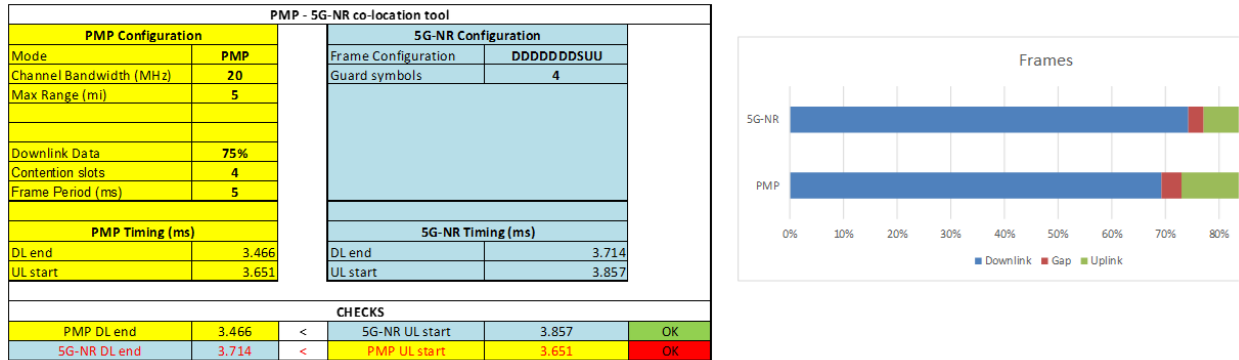 PMP - 5G-NR co-location tool
PMP Configuration 5G-NR Configuration
Mode PMP Frame Configuration DDDDDDDSUU
Channel Bandwidth (MHz) 20 Guard symbols 4
Max Range (mi) 5
Downlink Data 75%
Contention slots 4
Frame Period (ms) 5
PMP Timing (ms) 5G-NR Timing (ms)
DL end 3.466 DL end 3.714
UL start 3.651 UL start 3.857
CHECKS
PMP DL end 3.466 < 5G-NR UL start 3.857 OK
5G-NR DL end 3.714 < PMP UL start 3.651 OK
Frames
5G-NR
PMP
0% 10% 20% 30% 40% 50% 60% 70% 80%
Downlink Gap Uplink